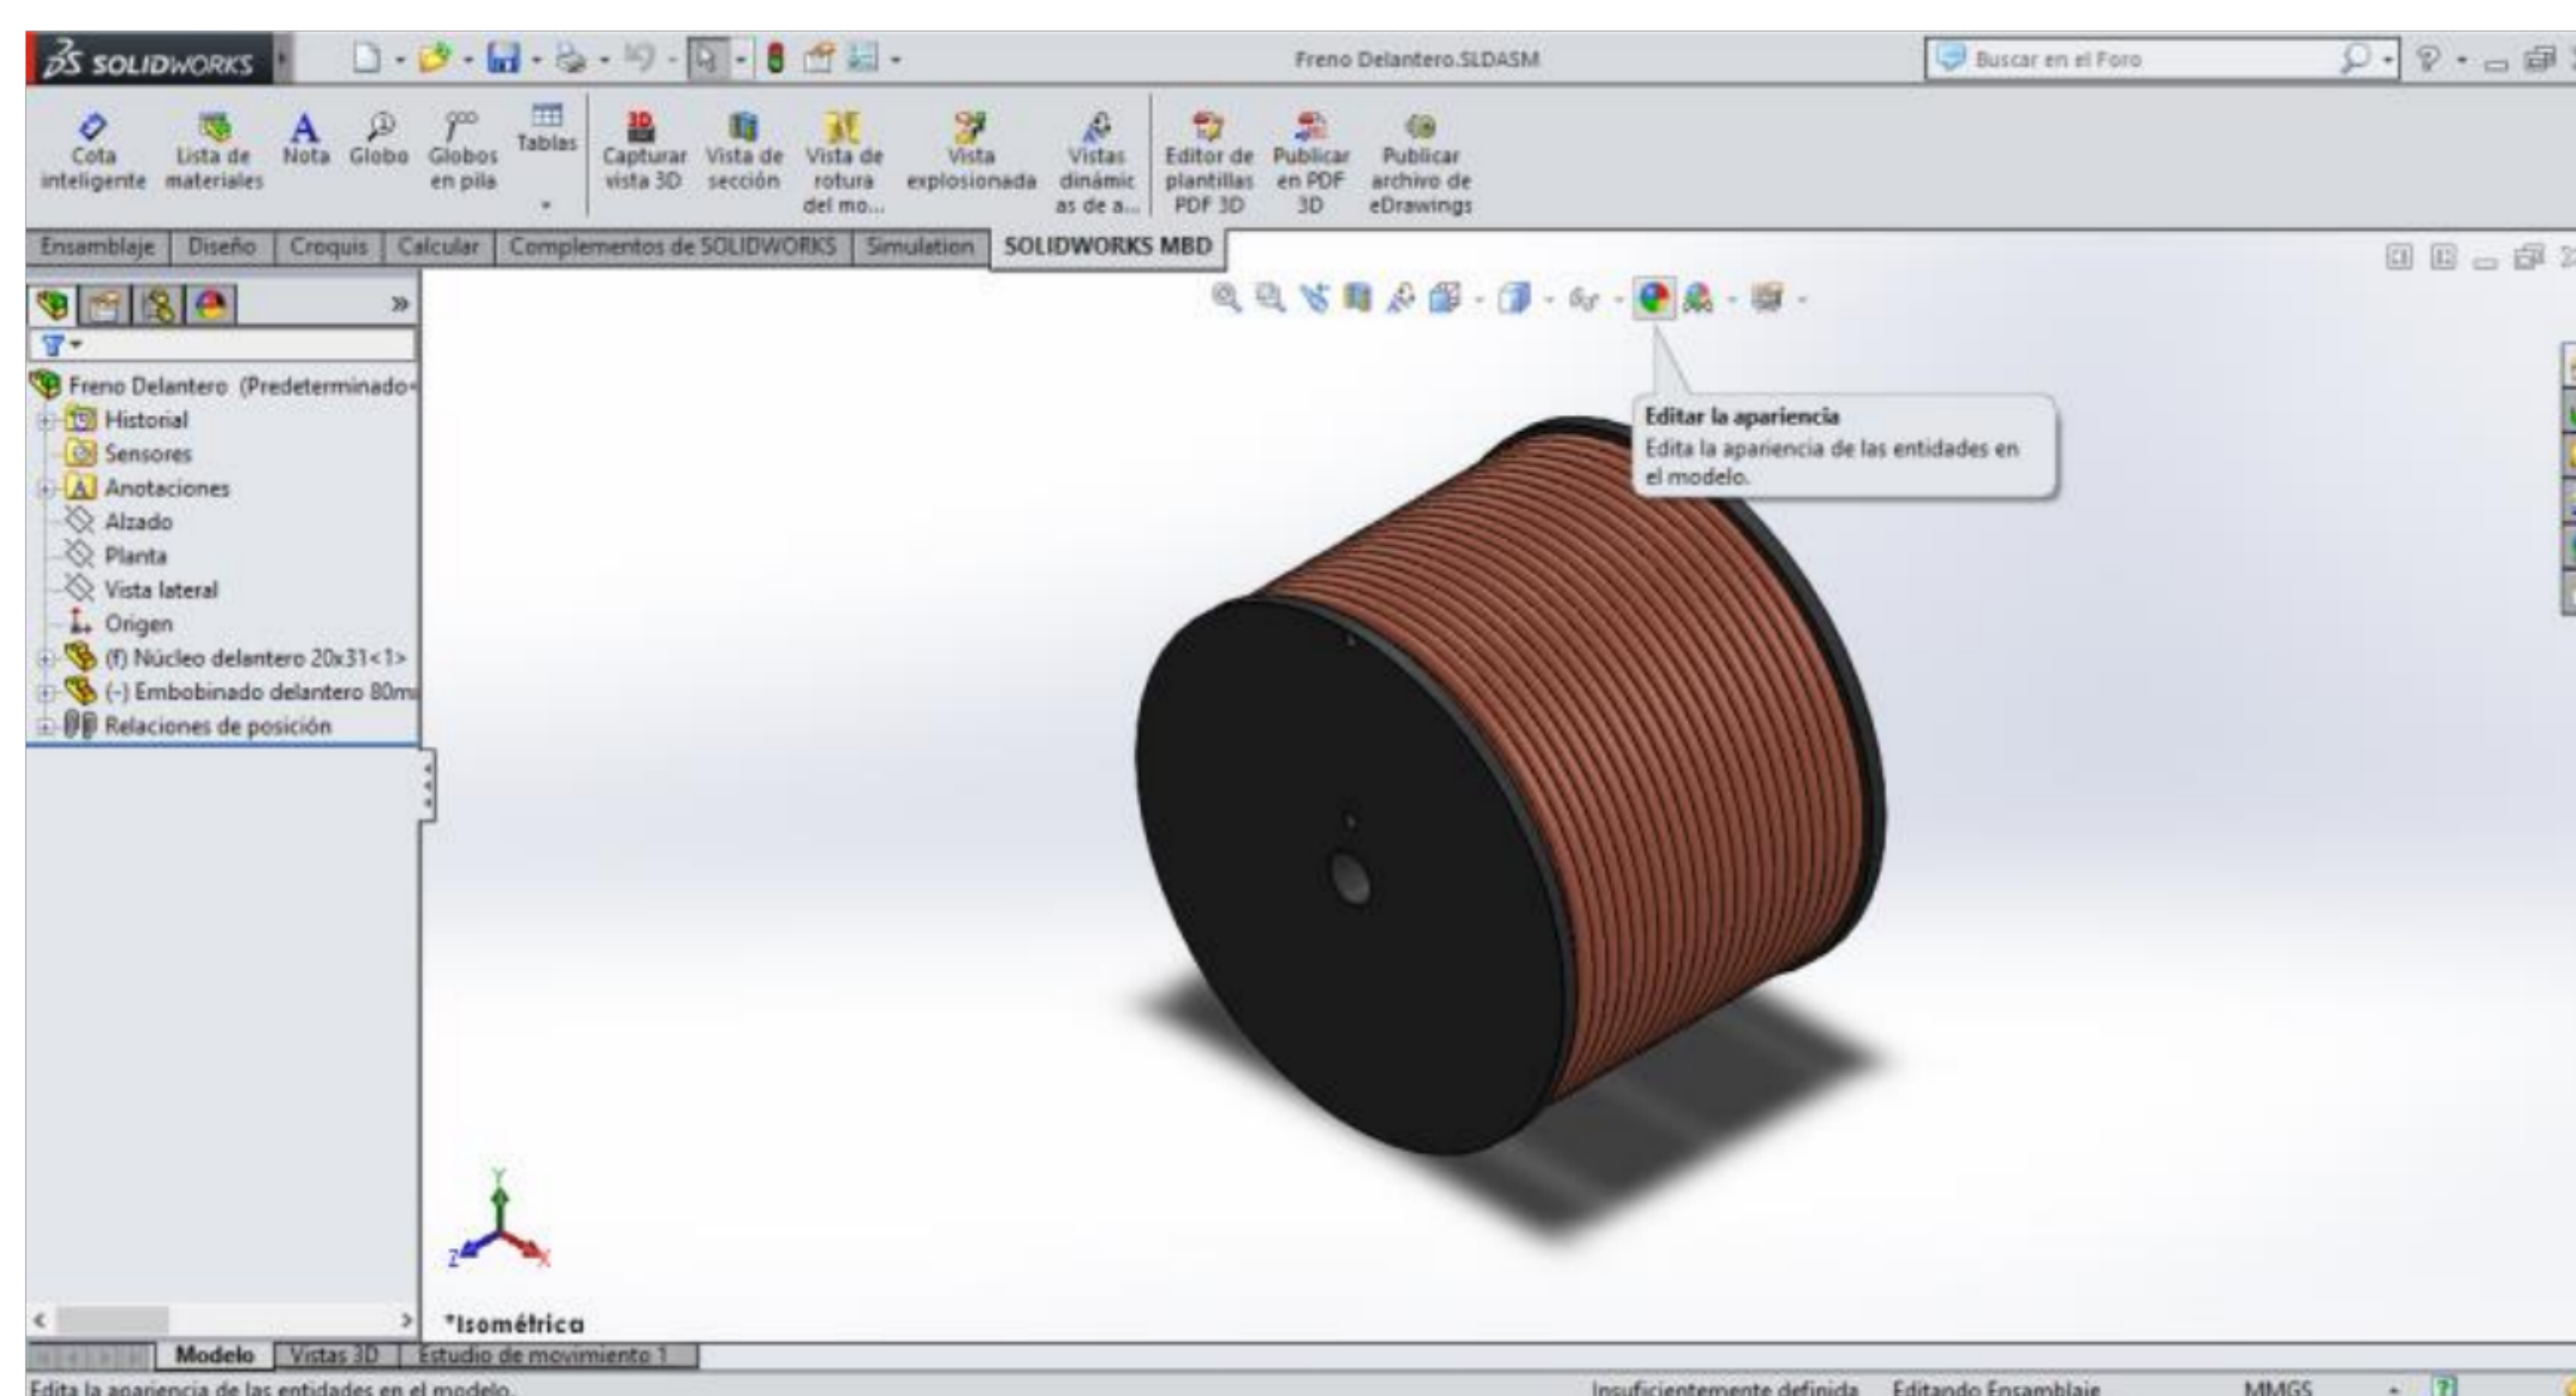 SOLIDWORKS
Freno Delantero.SLDASM
Buscar en el Foro
Cota inteligente
Lista de materiales
Nota
Globo
Globos en pila
Tablas
Capturar vista 3D
Vista de sección
Vista de rotura del mo...
Vista explosionada
Vistas dinámic as de a...
Editor de plantillas PDF 3D
Publicar en PDF 3D
Publicar archivo de eDrawings
Ensamblaje
Diseño
Croquis
Calcular
Complementos de SOLIDWORKS
Simulation
SOLIDWORKS MBD
Freno Delantero (Predeterminado<
Historial
Sensores
Anotaciones
Alzado
Planta
Vista lateral
Origen
(f) Núcleo delantero 20x31<1>
(-) Embobinado delantero 80m
Relaciones de posición
Editar la apariencia
Edita la apariencia de las entidades en
el modelo.
Y
Z
X
*Isométrica
Modelo
Vistas 3D
Estudio de movimiento 1
Edita la apariencia de las entidades en el modelo.
Insuficientemente definida
Editando Ensamblaje
MMGS